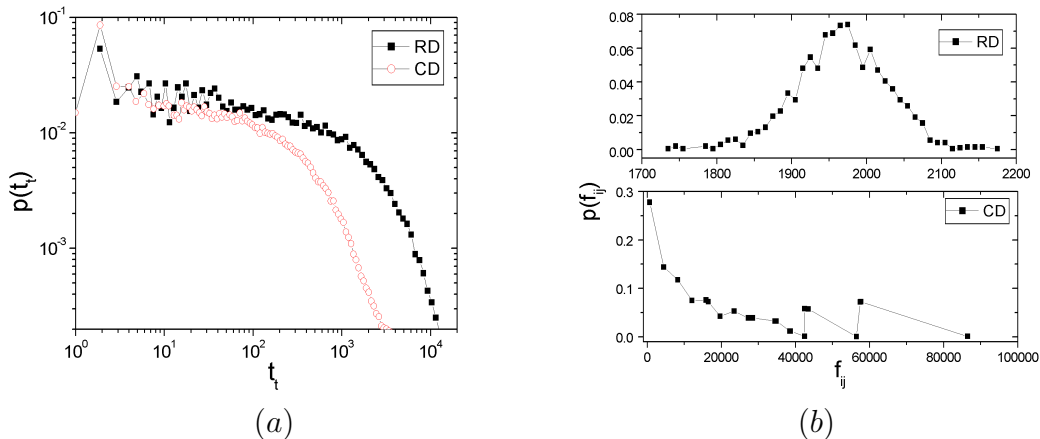 10^-1
10^-2
10^-3
p(t_t)
RD
CD
10^0 10^1 10^2 10^3 10^4
t_t
(a)
0.08
0.06
0.04
0.02
0.00
RD
1700 1800 1900 2000 2100 2200
p(f_ij)
0.3
0.2
0.1
0.0
CD
0 20000 40000 60000 80000 100000
f_ij
(b)